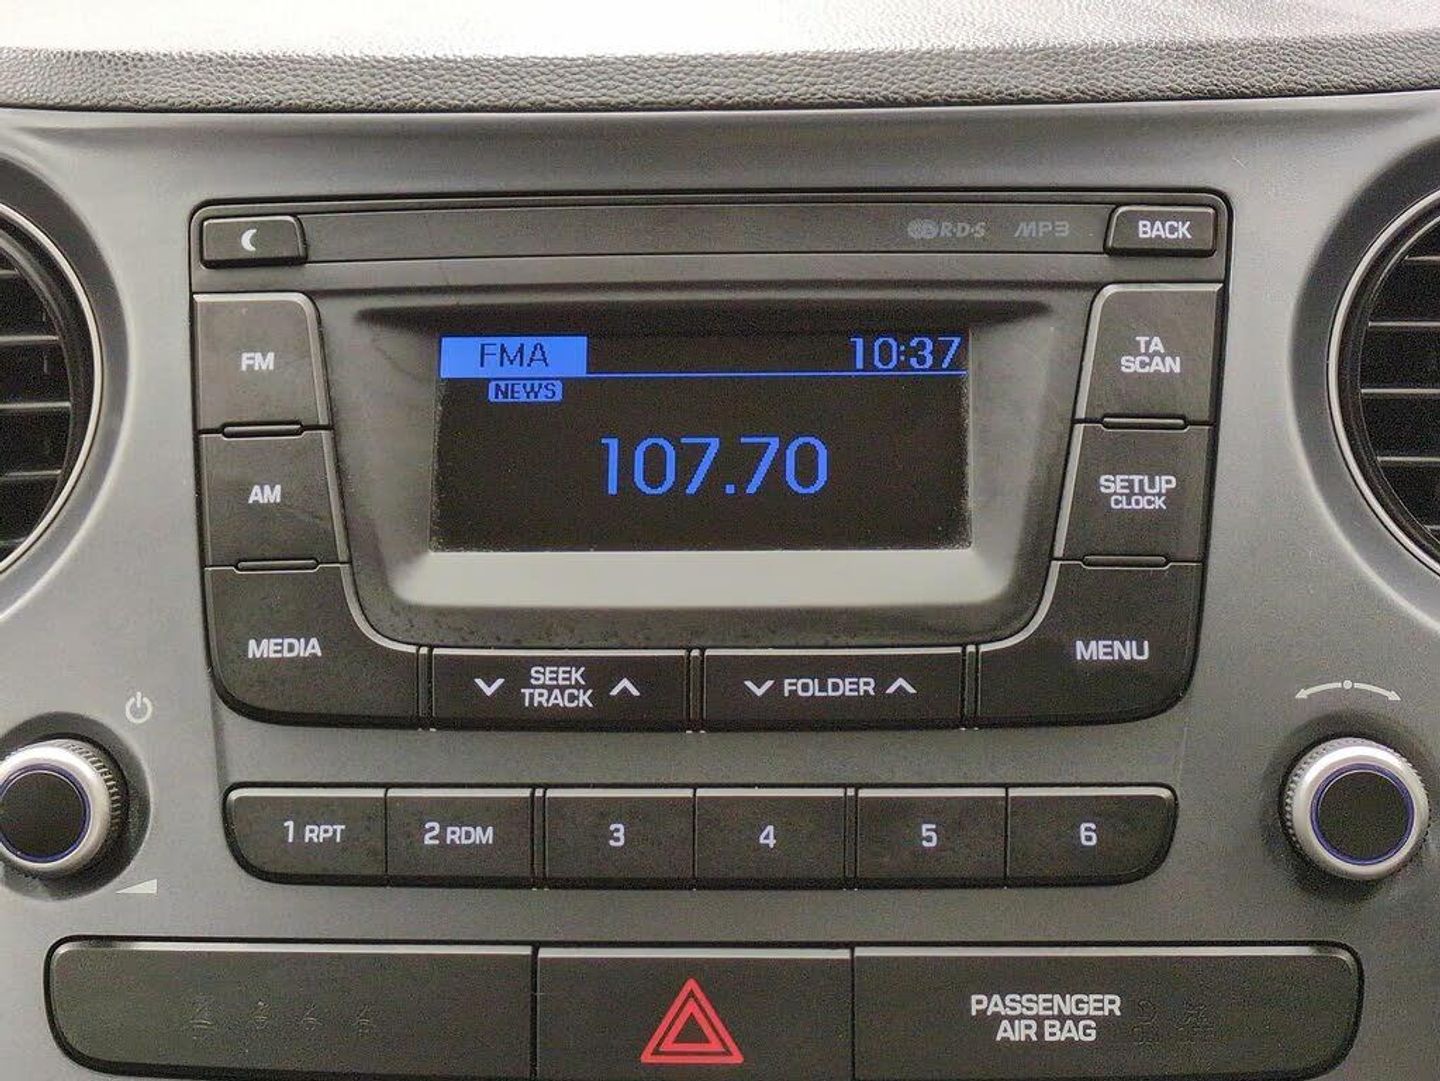 R·D·S MP3 BACK
FM
FMA 10:37
NEWS
107.70
TA
SCAN
AM
SETUP
CLOCK
MEDIA
SEEK
TRACK
FOLDER
MENU
1 RPT 2 RDM 3 4 5 6
PASSENGER
AIR BAG